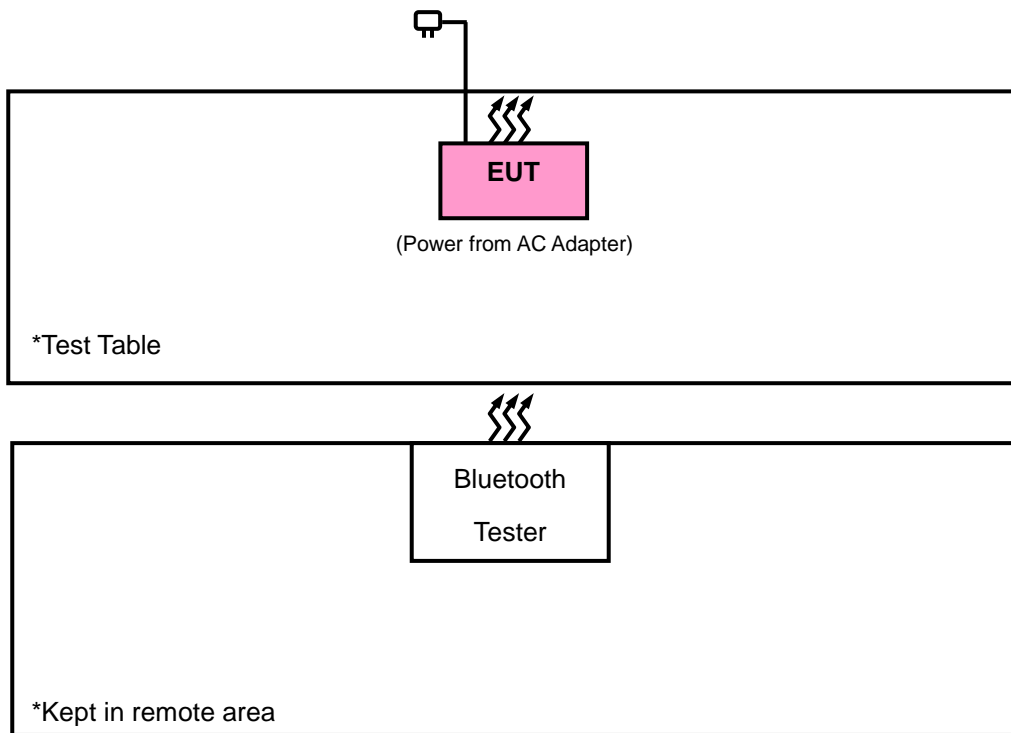 EUT
(Power from AC Adapter)
*Test Table
Bluetooth
Tester
*Kept in remote area